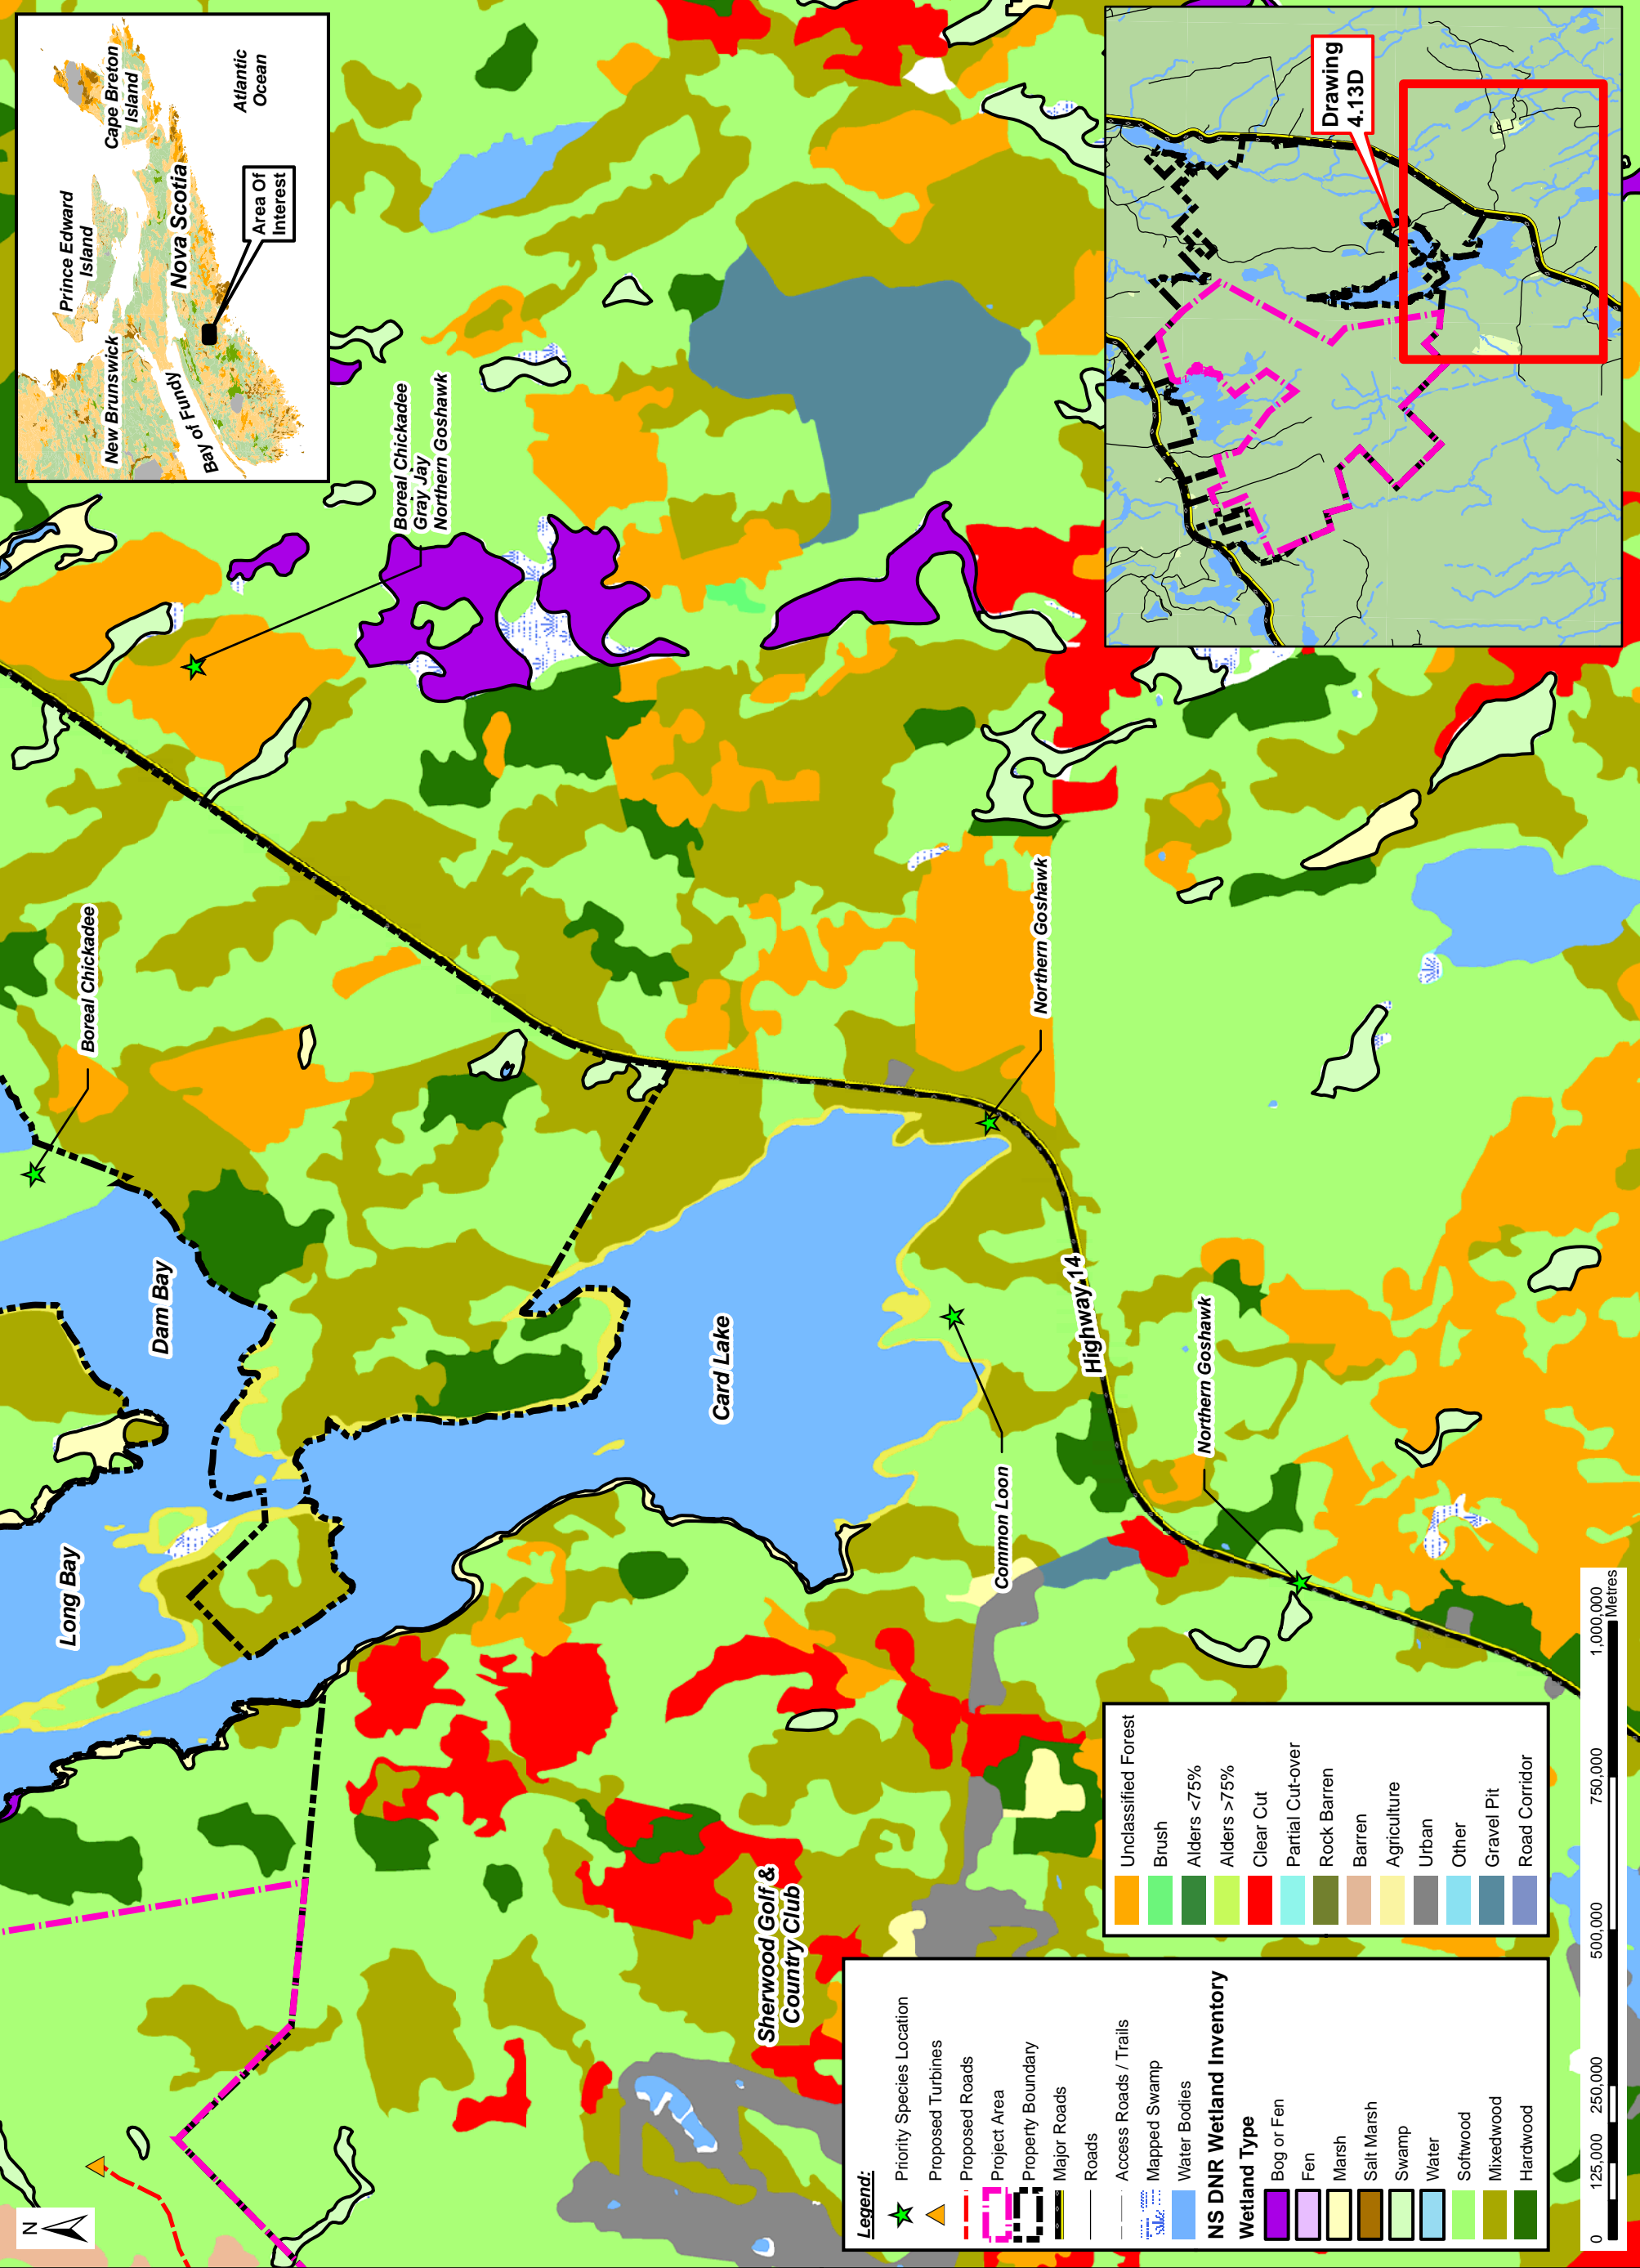 New Brunswick
Prince Edward
Island
Cape Breton
Island
Nova Scotia
Bay of Fundy
Atlantic
Ocean
Area Of
Interest
Boreal Chickadee
Gray Jay
Northern Goshawk
Boreal Chickadee
Long Bay
Dam Bay
Card Lake
Northern Goshawk
Common Loon
Highway 14
Northern Goshawk
Sherwood Golf &
Country Club
Drawing
4.13D
N
Legend:
Priority Species Location
Proposed Turbines
Proposed Roads
Project Area
Property Boundary
Major Roads
Roads
Access Roads / Trails
Mapped Swamp
Water Bodies
NS DNR Wetland Inventory
Wetland Type
Bog or Fen
Fen
Marsh
Salt Marsh
Swamp
Water
Softwood
Mixedwood
Hardwood
Unclassified Forest
Brush
Alders <75%
Alders >75%
Clear Cut
Partial Cut-over
Rock Barren
Barren
Agriculture
Urban
Other
Gravel Pit
Road Corridor
0 125,000 250,000 500,000 750,000 1,000,000
Metres